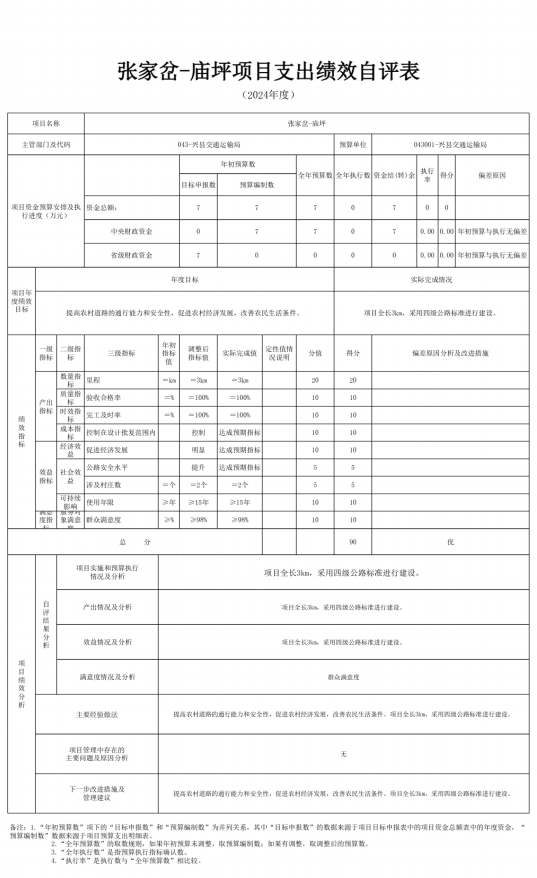 张家岔-庙坪项目支出绩效自评表
（2024年度）
项目名称 张家岔-庙坪
主管部门及代码 043-兴县交通运输局 预算单位 043001-兴县交通运输局
项目资金预算安排及执行进度（万元） 年初预算数 全年预算数 全年执行数 资金结(转)余 执行率 得分 偏差原因
目标申报数 预算编制数
资金总额： 7 7 7 0 7 0 0
中央财政资金 0 7 7 0 7 0.00 0.00 年初预算与执行无偏差
省级财政资金 7 0 0 0 0 0.00 0.00 年初预算与执行无偏差
项目年度绩效目标 年度目标 实际完成情况
提高农村道路的通行能力和安全性，促进农村经济发展，改善农民生活条件。 项目全长3km，采用四级公路标准进行建设。
绩效指标 一级指标 二级指标 三级指标 年初指标值 调整后指标值 实际完成值 定性值情况说明 分值 得分 偏差原因分析及改进措施
产出指标 数量指标 里程 ＝km ＝3km ＝3km 20 20
质量指标 验收合格率 ＝% ＝100% ＝100% 10 10
时效指标 完工及时率 ＝% ＝100% ＝100% 10 10
成本指标 控制在设计批复范围内 控制 达成预期指标 10 10
效益指标 经济效益 促进经济发展 明显 达成预期指标 10 10
社会效益 公路安全水平 提升 达成预期指标 5 5
涉及村庄数 ＝个 ＝2个 ＝2个 5 5
可持续影响 使用年限 ≥年 ≥15年 ≥15年 10 10
满意度指标 服务对象满意度 群众满意度 ≥% ≥98% ≥98% 10 10
总 分 90 优
项目绩效分析 自评结果分析 项目实施和预算执行情况及分析 项目全长3km，采用四级公路标准进行建设。
产出情况及分析 项目全长3km，采用四级公路标准进行建设。
效益情况及分析 项目全长3km，采用四级公路标准进行建设。
满意度情况及分析 群众满意度
主要经验做法 提高农村道路的通行能力和安全性，促进农村经济发展，改善农民生活条件。项目全长3km，采用四级公路标准进行建设。
项目管理中存在的主要问题及原因分析 无
下一步改进措施及管理建议 提高农村道路的通行能力和安全性，促进农村经济发展，改善农民生活条件。项目全长3km，采用四级公路标准进行建设。
备注：1.“年初预算数”项下的“目标申报数”和“预算编制数”为并列关系，其中“目标申报数”的数据来源于项目目标申报表中的项目资金总额表中的年度资金，“
预算编制数”数据来源于项目预算支出明细表。
2.“全年预算数”的取数规则，如果年初预算未调整，取预算编制数；如果有调整，取调整后的预算数。
3.“全年执行数”是指预算执行指标确认数。
4.“执行率”是执行数与“全年预算数”相比较。